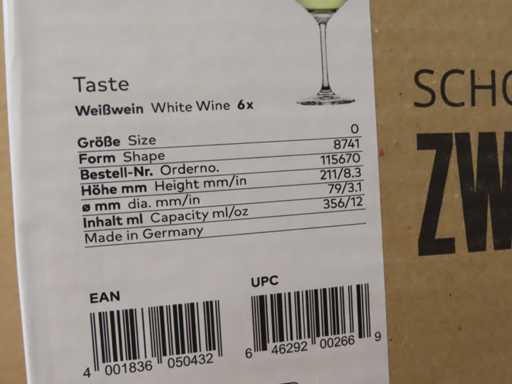 Taste
Weißwein White Wine 6x
Größe Size 0
Form Shape 8741
Bestell-Nr. Orderno. 115670
Höhe mm Height mm/in 211/8.3
ø mm dia. mm/in 79/3.1
Inhalt ml Capacity ml/oz 356/12
Made in Germany
EAN
4 001836 050432
UPC
6 46292 00266 9
SCHO
ZW